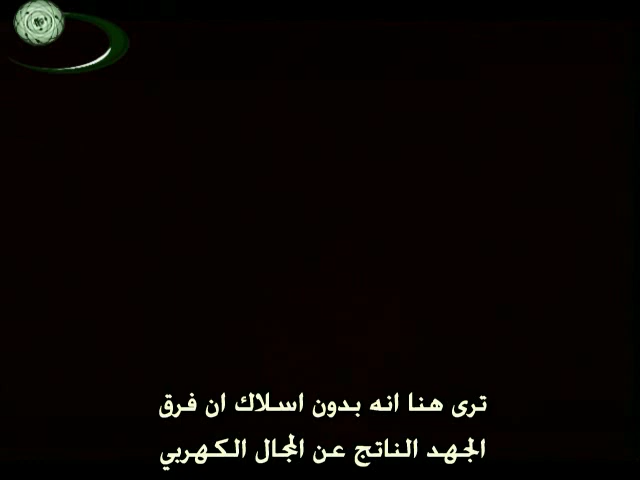 ترى هنا انه بدون اسلاك ان فرق
الجهد الناتج عن المجال الكهربي